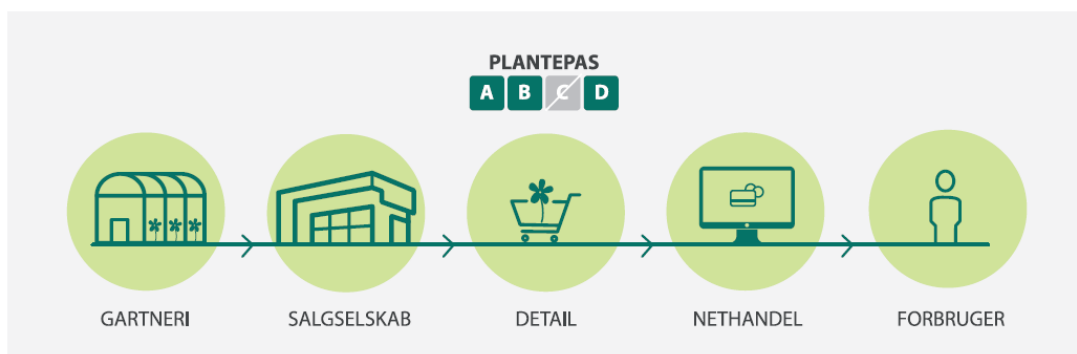 PLANTEPAS
A B C D
GARTNERI SALGSELSKAB DETAIL NETHANDEL FORBRUGER